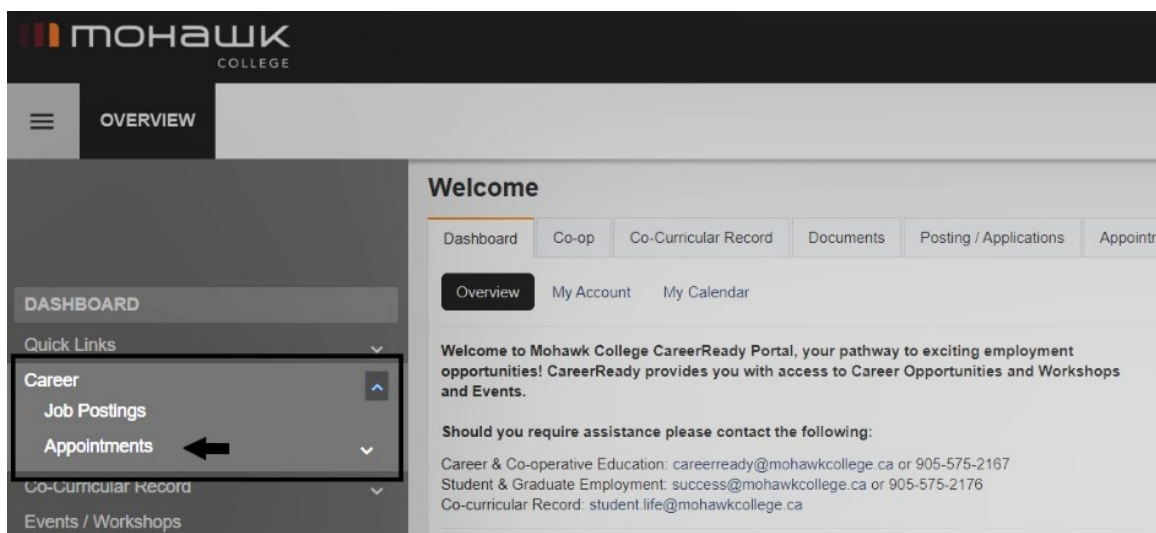 mohawk
COLLEGE
OVERVIEW
DASHBOARD
Quick Links
Career
Job Postings
Appointments
Co-Curricular Record
Events / Workshops
Welcome
Dashboard Co-op Co-Curricular Record Documents Posting / Applications Appointm
Overview My Account My Calendar
Welcome to Mohawk College CareerReady Portal, your pathway to exciting employment
opportunities! CareerReady provides you with access to Career Opportunities and Workshops
and Events.
Should you require assistance please contact the following:
Career & Co-operative Education: careerready@mohawkcollege.ca or 905-575-2167
Student & Graduate Employment: success@mohawkcollege.ca or 905-575-2176
Co-curricular Record: student.life@mohawkcollege.ca